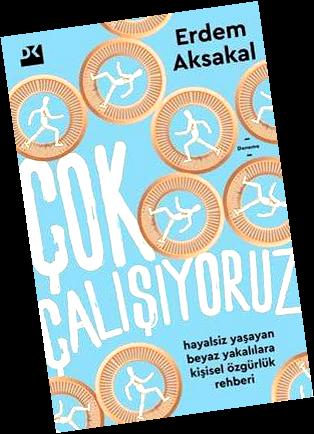 DK
Erdem
Aksakal
Deneme
ÇOK
ÇALIŞIYORUZ
hayalsiz yaşayan
beyaz yakalılara
kişisel özgürlük
rehberi